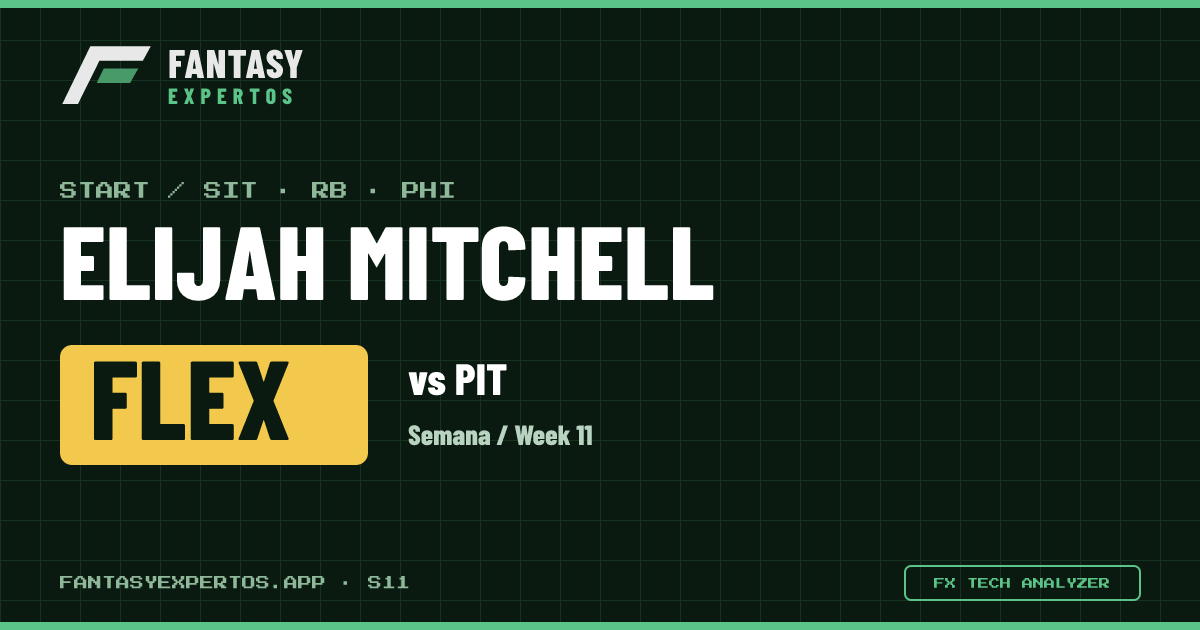 FANTASY
EXPERTOS
START / SIT · RB · PHI
ELIJAH MITCHELL
FLEX
vs PIT
Semana / Week 11
FANTASYEXPERTOS.APP · S11
FX TECH ANALYZER